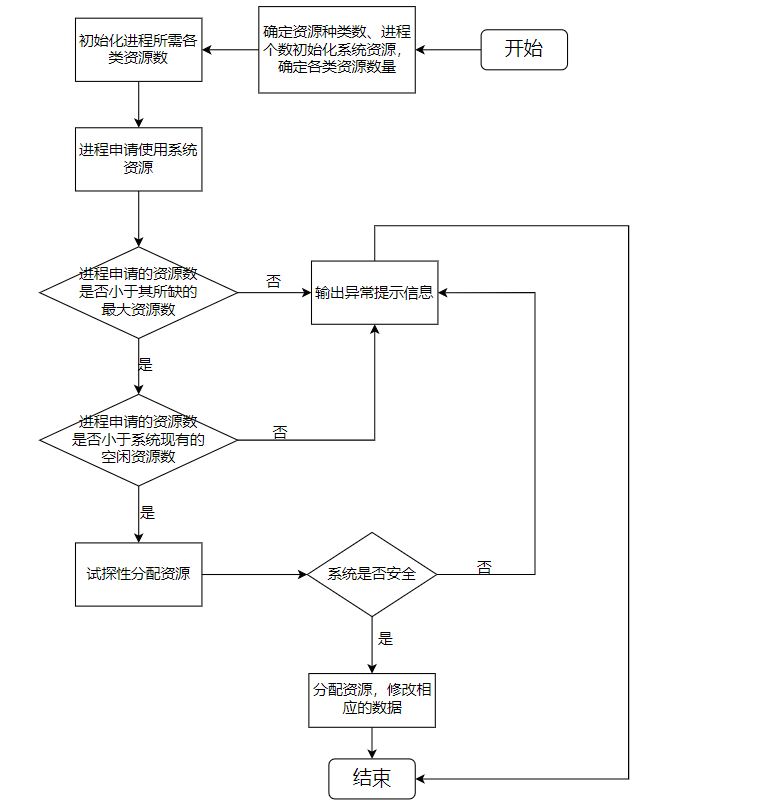 开始
确定资源种类数、进程
个数初始化系统资源，
确定各类资源数量
初始化进程所需各
类资源数
进程申请使用系统
资源
进程申请的资源数
是否小于其所缺的
最大资源数
否
输出异常提示信息
是
进程申请的资源数
是否小于系统现有的
空闲资源数
否
是
试探性分配资源
系统是否安全
否
是
分配资源，修改相
应的数据
结束